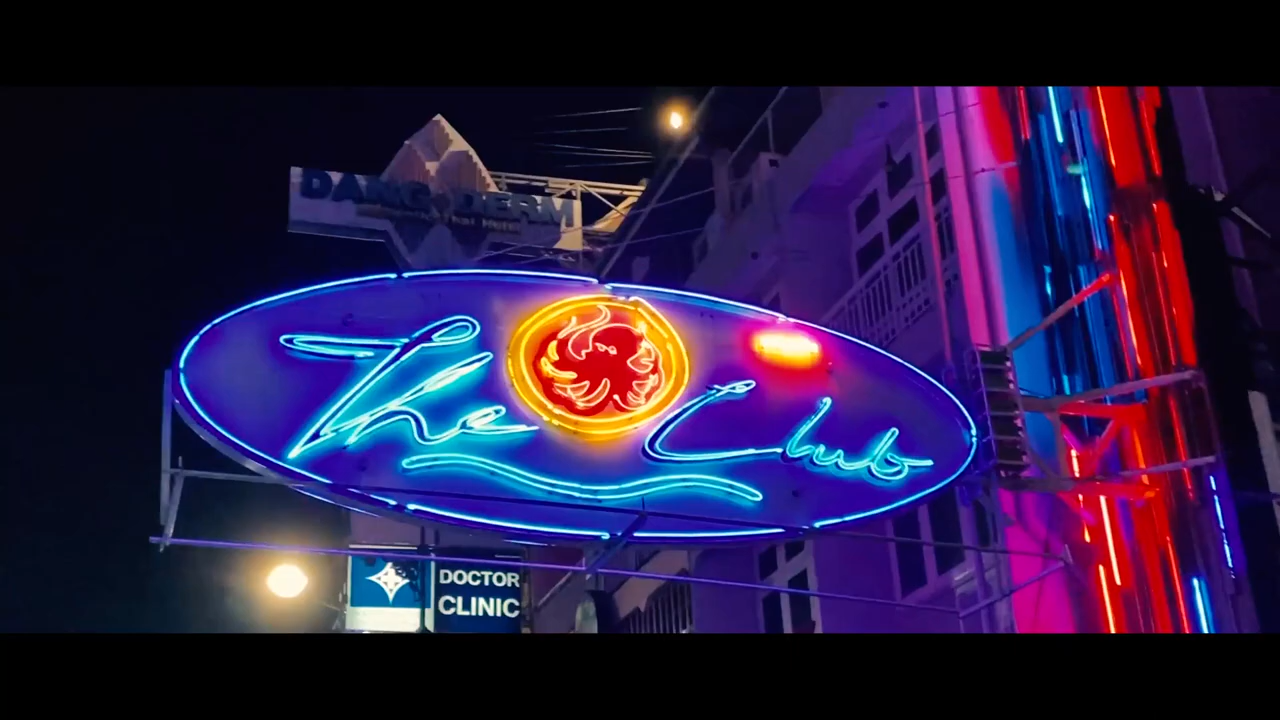 DANG DERM
The Club
DOCTOR
CLINIC